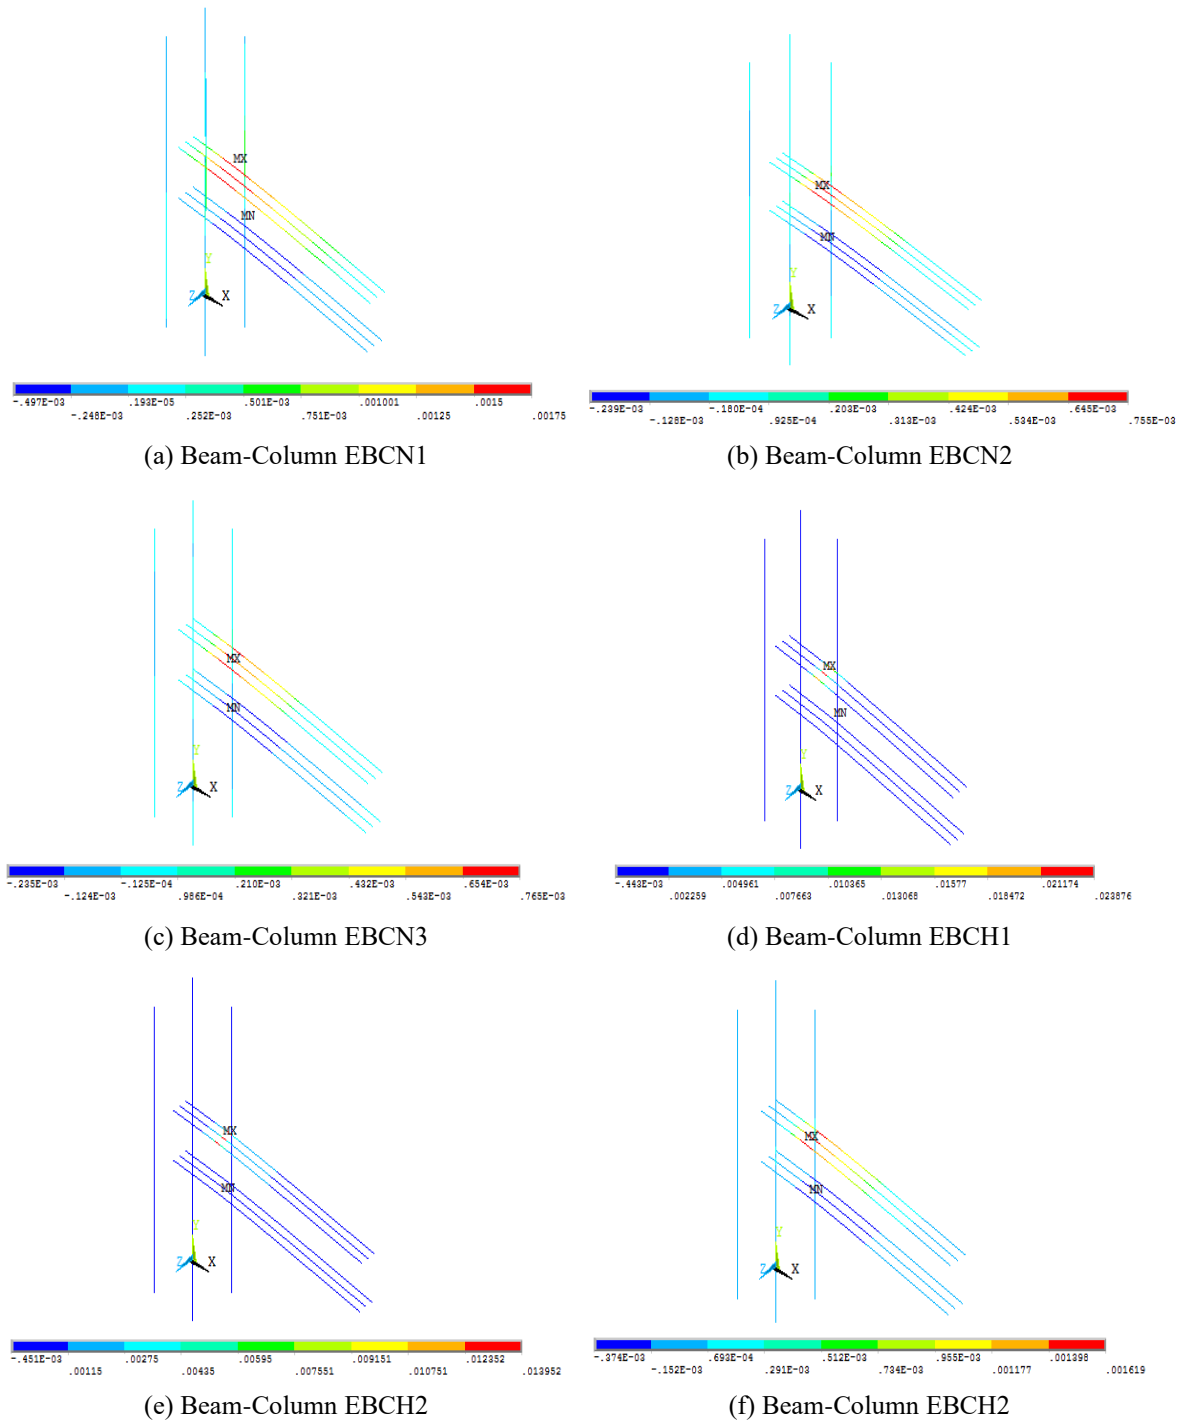 MX
MN
Y
Z X
-.497E-03 .193E-05 .501E-03 .001001 .0015
-.248E-03 .252E-03 .751E-03 .00125 .00175
(a) Beam-Column EBCN1
MX
MN
Y
Z X
-.239E-03 -.180E-04 .203E-03 .424E-03 .645E-03
-.128E-03 .925E-04 .313E-03 .534E-03 .755E-03
(b) Beam-Column EBCN2
MX
MN
Y
Z X
-.235E-03 -.125E-04 .210E-03 .432E-03 .654E-03
-.124E-03 .986E-04 .321E-03 .543E-03 .765E-03
(c) Beam-Column EBCN3
MX
MN
Y
Z X
-.443E-03 .004961 .010365 .01577 .021174
.002259 .007663 .013068 .018472 .023876
(d) Beam-Column EBCH1
MX
MN
Y
Z X
-.451E-03 .00275 .00595 .009151 .012352
.00115 .00435 .007551 .010751 .013952
(e) Beam-Column EBCH2
MX
MN
Y
Z X
-.374E-03 .693E-04 .512E-03 .955E-03 .001398
-.152E-03 .291E-03 .734E-03 .001177 .001619
(f) Beam-Column EBCH2